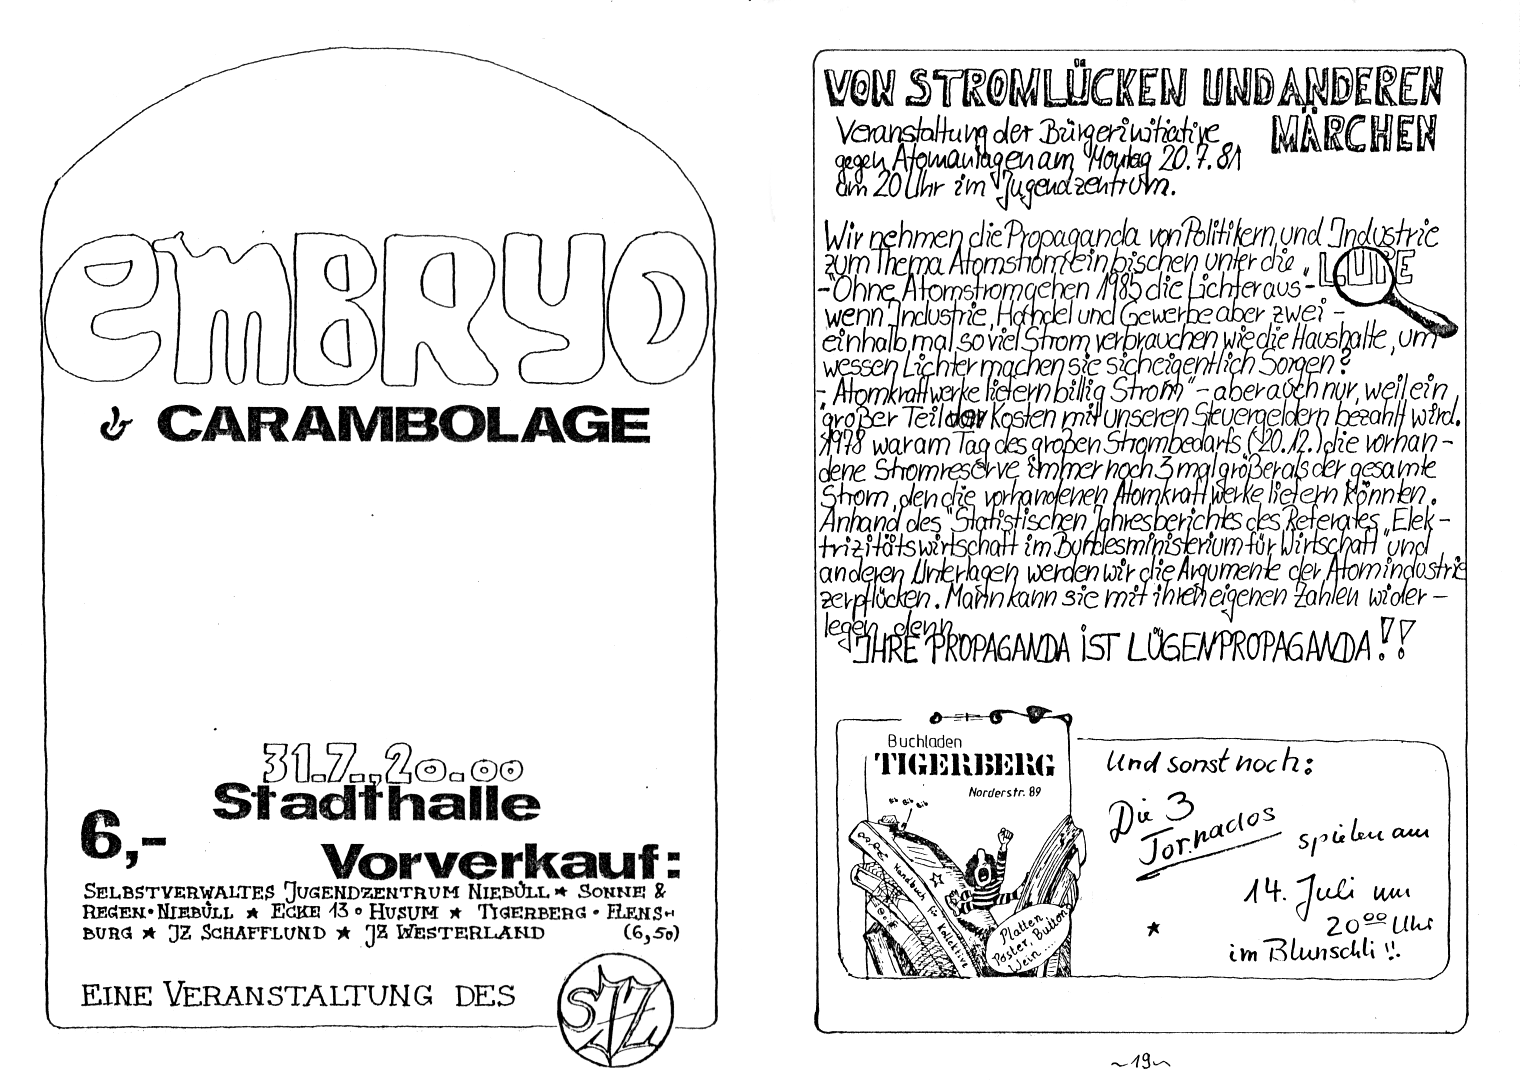 EMBRYO
& CARAMBOLAGE
31.7., 20.00
Stadthalle
6,-
Vorverkauf:
SELBSTVERWALTES JUGENDZENTRUM NIEBÜLL ★ SONNE &
REGEN • NIEBÜLL ★ ECKE 13 ∘ HUSUM ★ TIGERBERG • FLENS-
BURG ★ JZ SCHAFFLUND ★ JZ WESTERLAND (6,50)
EINE VERANSTALTUNG DES
SJZ
VON STROMLÜCKEN UND ANDEREN
MÄRCHEN
Veranstaltung der Bürgerinitiative
gegen Atomanlagen am Montag 20.7.81
um 20 Uhr im Jugendzentrum.
Wir nehmen die Propaganda von Politikern und Industrie
zum Thema Atomstrom ein bischen unter die „LUPE
-"Ohne Atomstrom gehen 1985 die Lichter aus-
wenn Industrie, Handel und Gewerbe aber zwei-
einhalb mal so viel Strom verbrauchen wie die Haushalte, um
wessen Lichter machen sie sich eigentlich Sorgen?
- Atomkraftwerke liefern billig Strom" - aber auch nur, weil ein
großer Teil der Kosten mit unseren Steuergeldern bezahlt wird.
1978 war am Tag des großen Strombedarfs (20.12.) die vorhan-
dene Stromreserve immer noch 3 mal größer als der gesamte
Strom, den die vorhandenen Atomkraftwerke liefern könnten.
Anhand des "Statistischen Jahresberichtes des Referates „Elek-
trizitätswirtschaft im Bundesministerium für Wirtschaft" und
anderen Unterlagen werden wir die Argumente der Atomindustrie
zerpflücken. Mann kann sie mit ihren eigenen Zahlen wider-
legen, denn
IHRE PROPAGANDA IST LÜGENPROPAGANDA!!
Buchladen
TIGERBERG
Norderstr. 89
Handbuch für Kollektive
Platten
Poster, Buttons
Wein ....
Und sonst noch:
Die 3
Tornados spielen am
14. Juli um
20⁰⁰ Uhr
im Blunschli!!
~19~